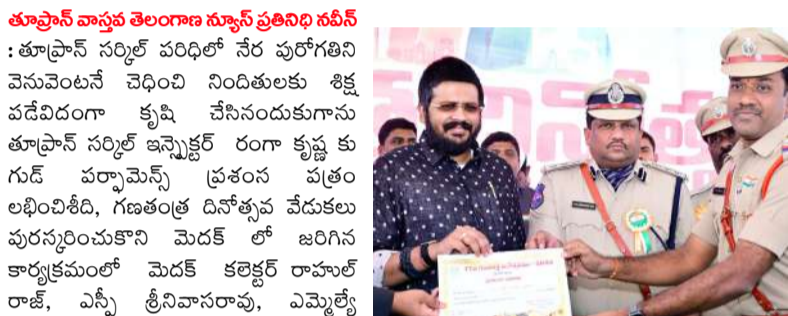 తూప్రాన్ వాస్తవ తెలంగాణ న్యూస్ ప్రతినిధి నవీన్
: తూప్రాన్ సర్కిల్ పరిధిలో నేర పురోగతిని
వెనువెంటనే చెధించి నిందితులకు శిక్ష
పడేవిదంగా కృషి చేసినందుకుగాను
తూప్రాన్ సర్కిల్ ఇన్స్పెక్టర్ రంగా కృష్ణ కు
గుడ్ పర్ఫామెన్స్ ప్రశంస పత్రం
లభించిశిది, గణతంత్ర దినోత్సవ వేడుకలు
పురస్కరించుకొని మెదక్ లో జరిగిన
కార్యక్రమంలో మెదక్ కలెక్టర్ రాహుల్
రాజ్, ఎస్పీ శ్రీనివాసరావు, ఎమ్మెల్యే